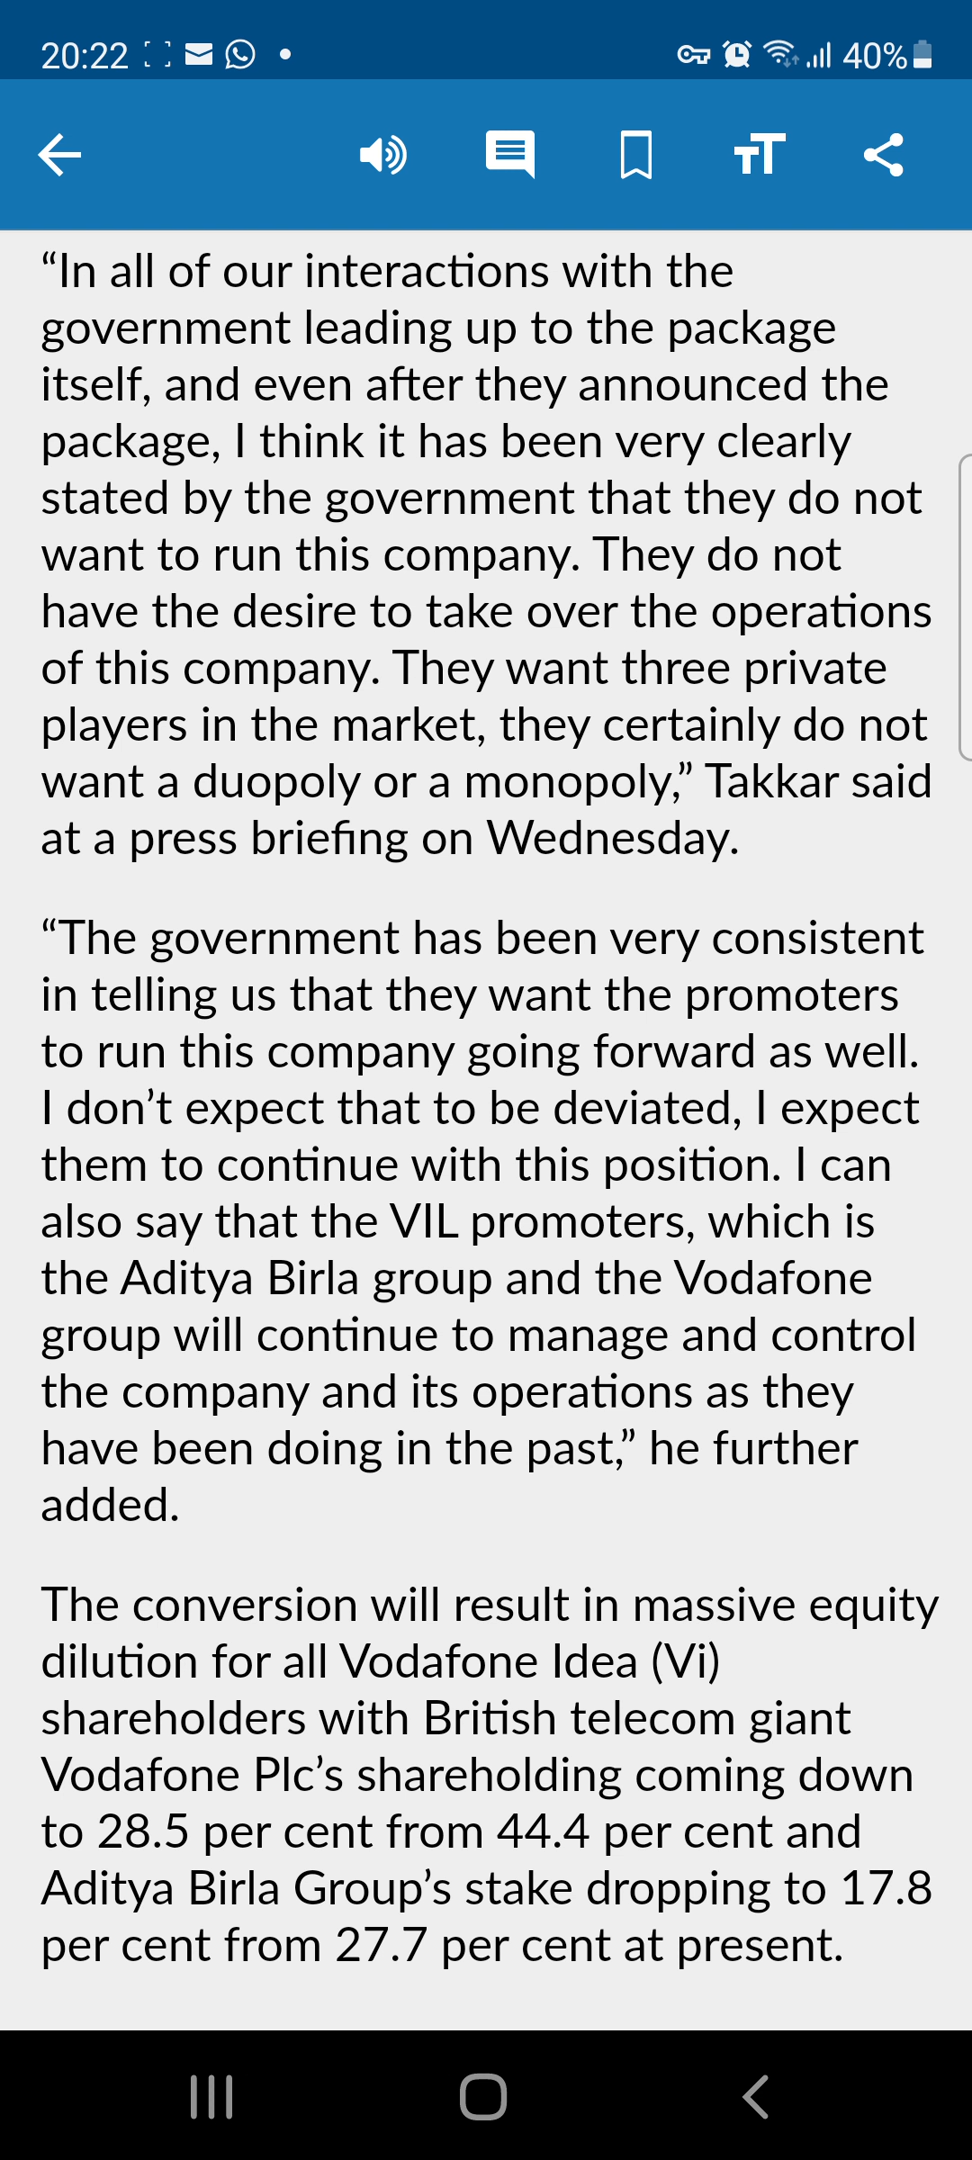 20:22
40%
“In all of our interactions with the
government leading up to the package
itself, and even after they announced the
package, I think it has been very clearly
stated by the government that they do not
want to run this company. They do not
have the desire to take over the operations
of this company. They want three private
players in the market, they certainly do not
want a duopoly or a monopoly,” Takkar said
at a press briefing on Wednesday.
“The government has been very consistent
in telling us that they want the promoters
to run this company going forward as well.
I don’t expect that to be deviated, I expect
them to continue with this position. I can
also say that the VIL promoters, which is
the Aditya Birla group and the Vodafone
group will continue to manage and control
the company and its operations as they
have been doing in the past,” he further
added.
The conversion will result in massive equity
dilution for all Vodafone Idea (Vi)
shareholders with British telecom giant
Vodafone Plc’s shareholding coming down
to 28.5 per cent from 44.4 per cent and
Aditya Birla Group’s stake dropping to 17.8
per cent from 27.7 per cent at present.